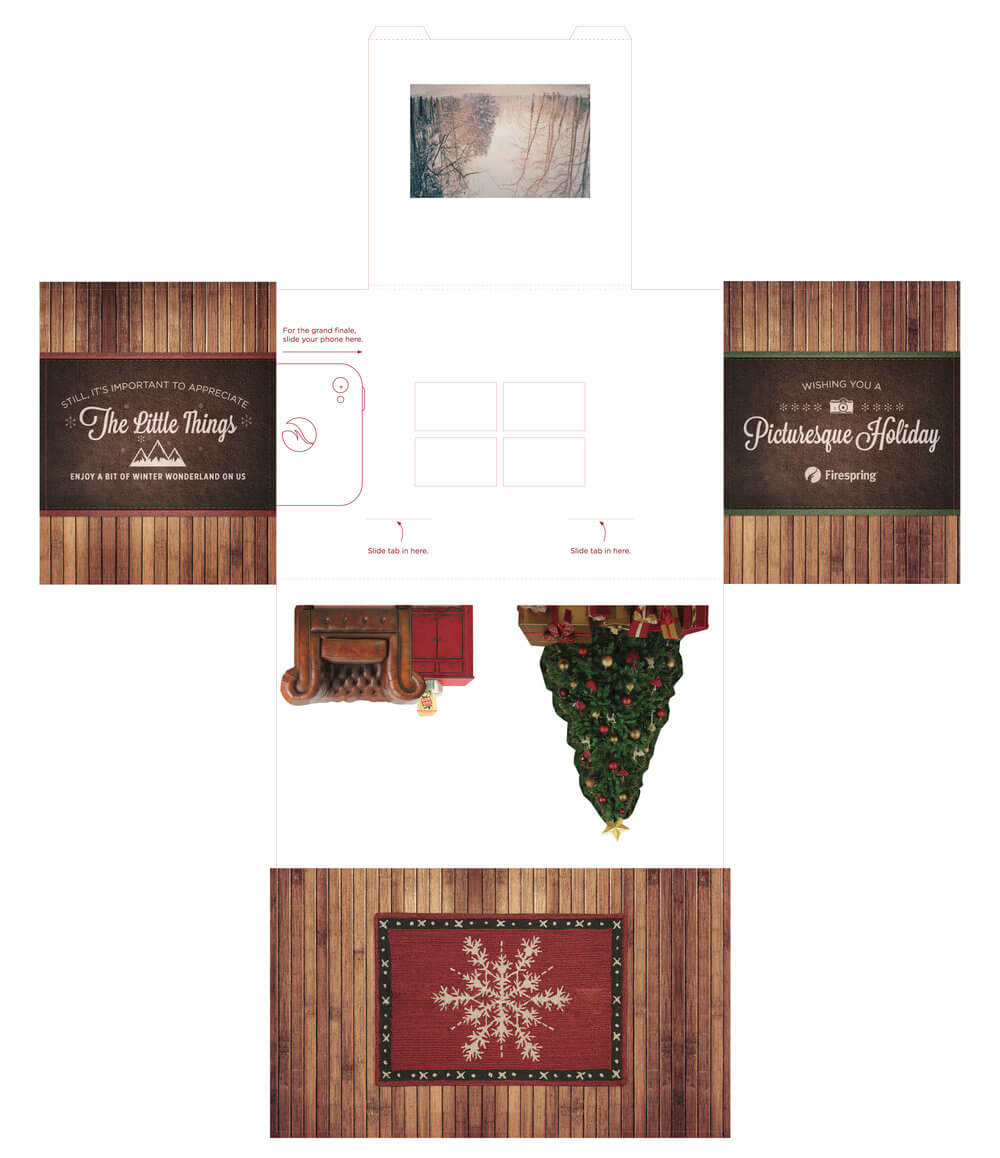 For the grand finale,
slide your phone here.
STILL, IT'S IMPORTANT TO APPRECIATE
The Little Things
ENJOY A BIT OF WINTER WONDERLAND ON US
WISHING YOU A
Picturesque Holiday
Firespring
Slide tab in here.
Slide tab in here.